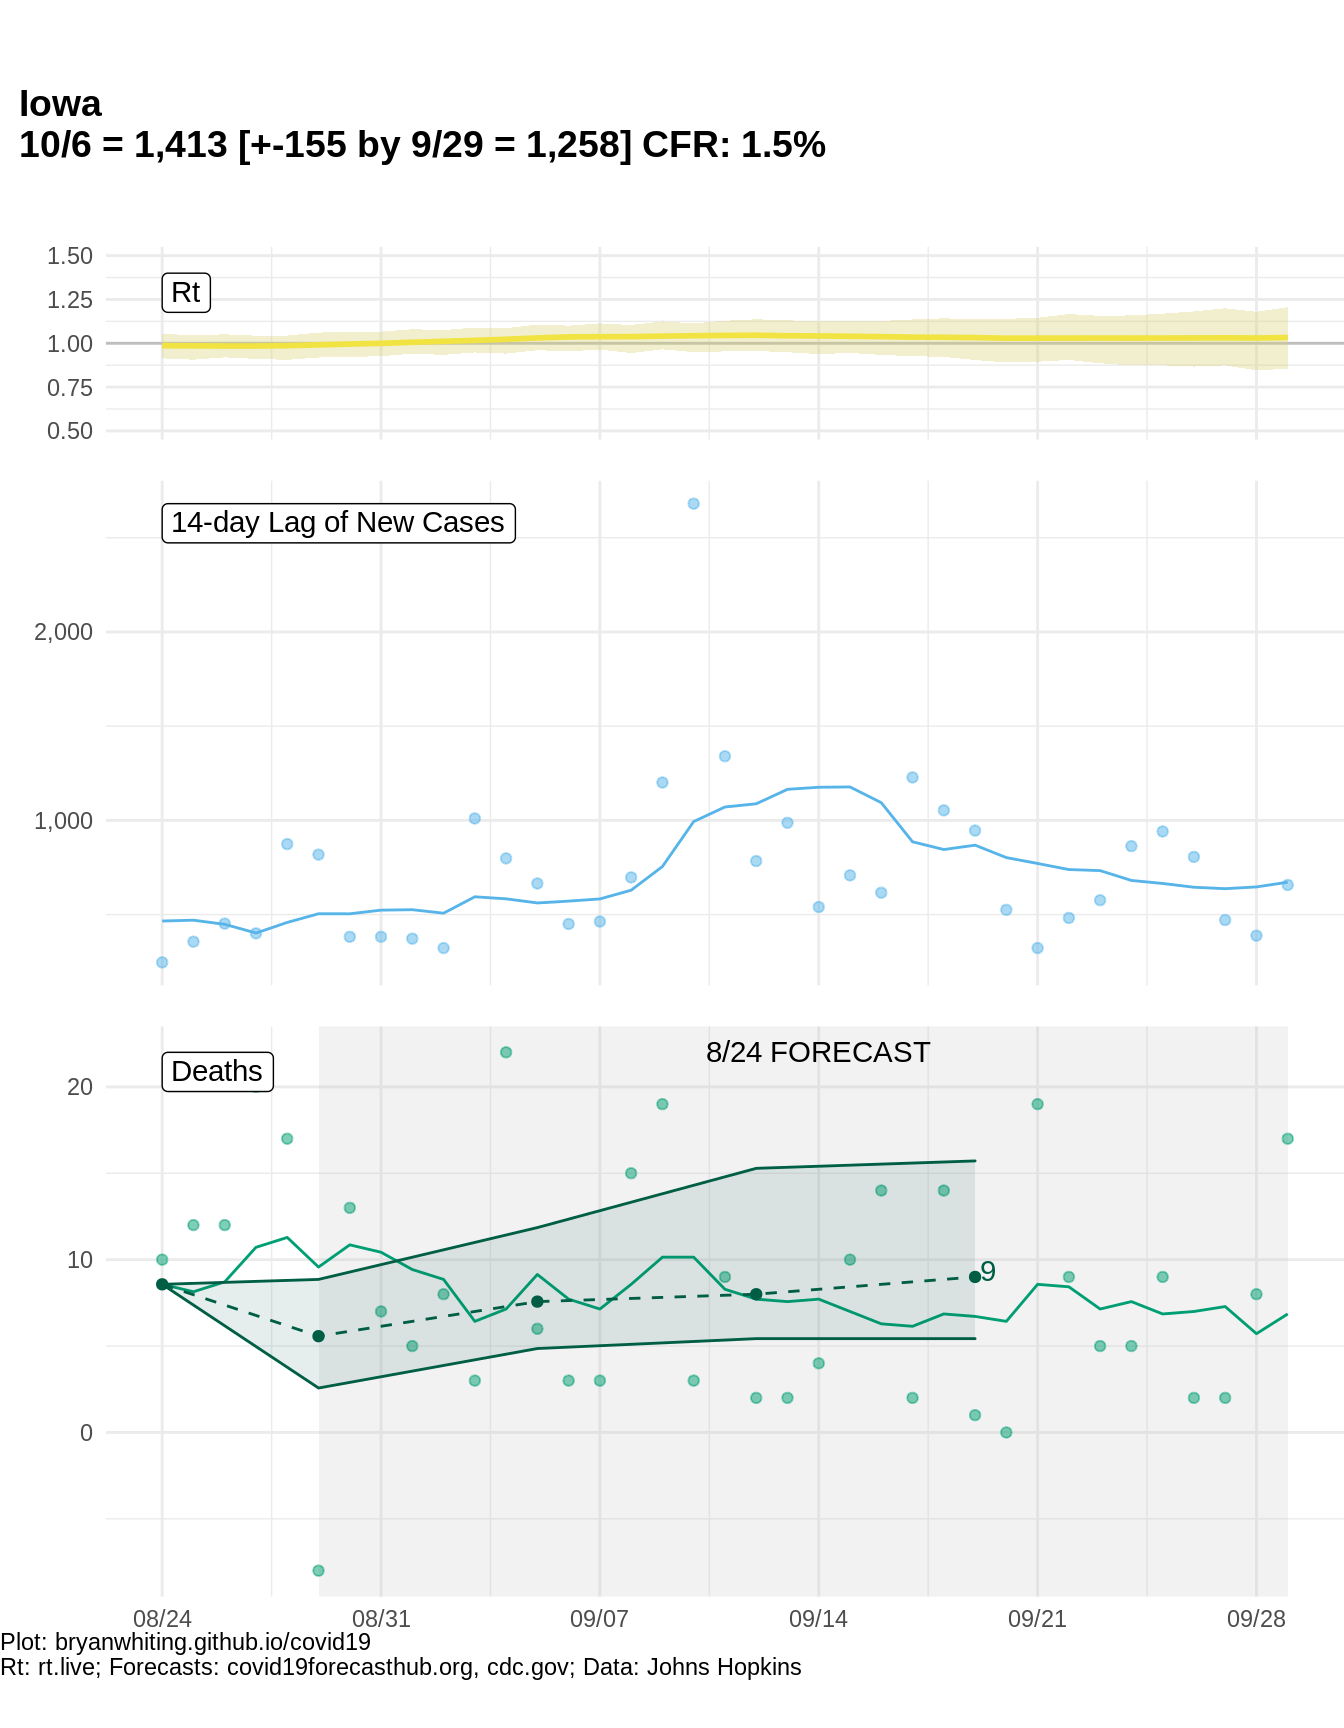 Iowa
10/6 = 1,413 [+-155 by 9/29 = 1,258] CFR: 1.5%
1.50
Rt
1.25
1.00
0.75
0.50
14-day Lag of New Cases
2,000
1,000
8/24 FORECAST
Deaths
20
10
9
0
08/24 08/31 09/07 09/14 09/21 09/28
Plot: bryanwhiting.github.io/covid19
Rt: rt.live; Forecasts: covid19forecasthub.org, cdc.gov; Data: Johns Hopkins